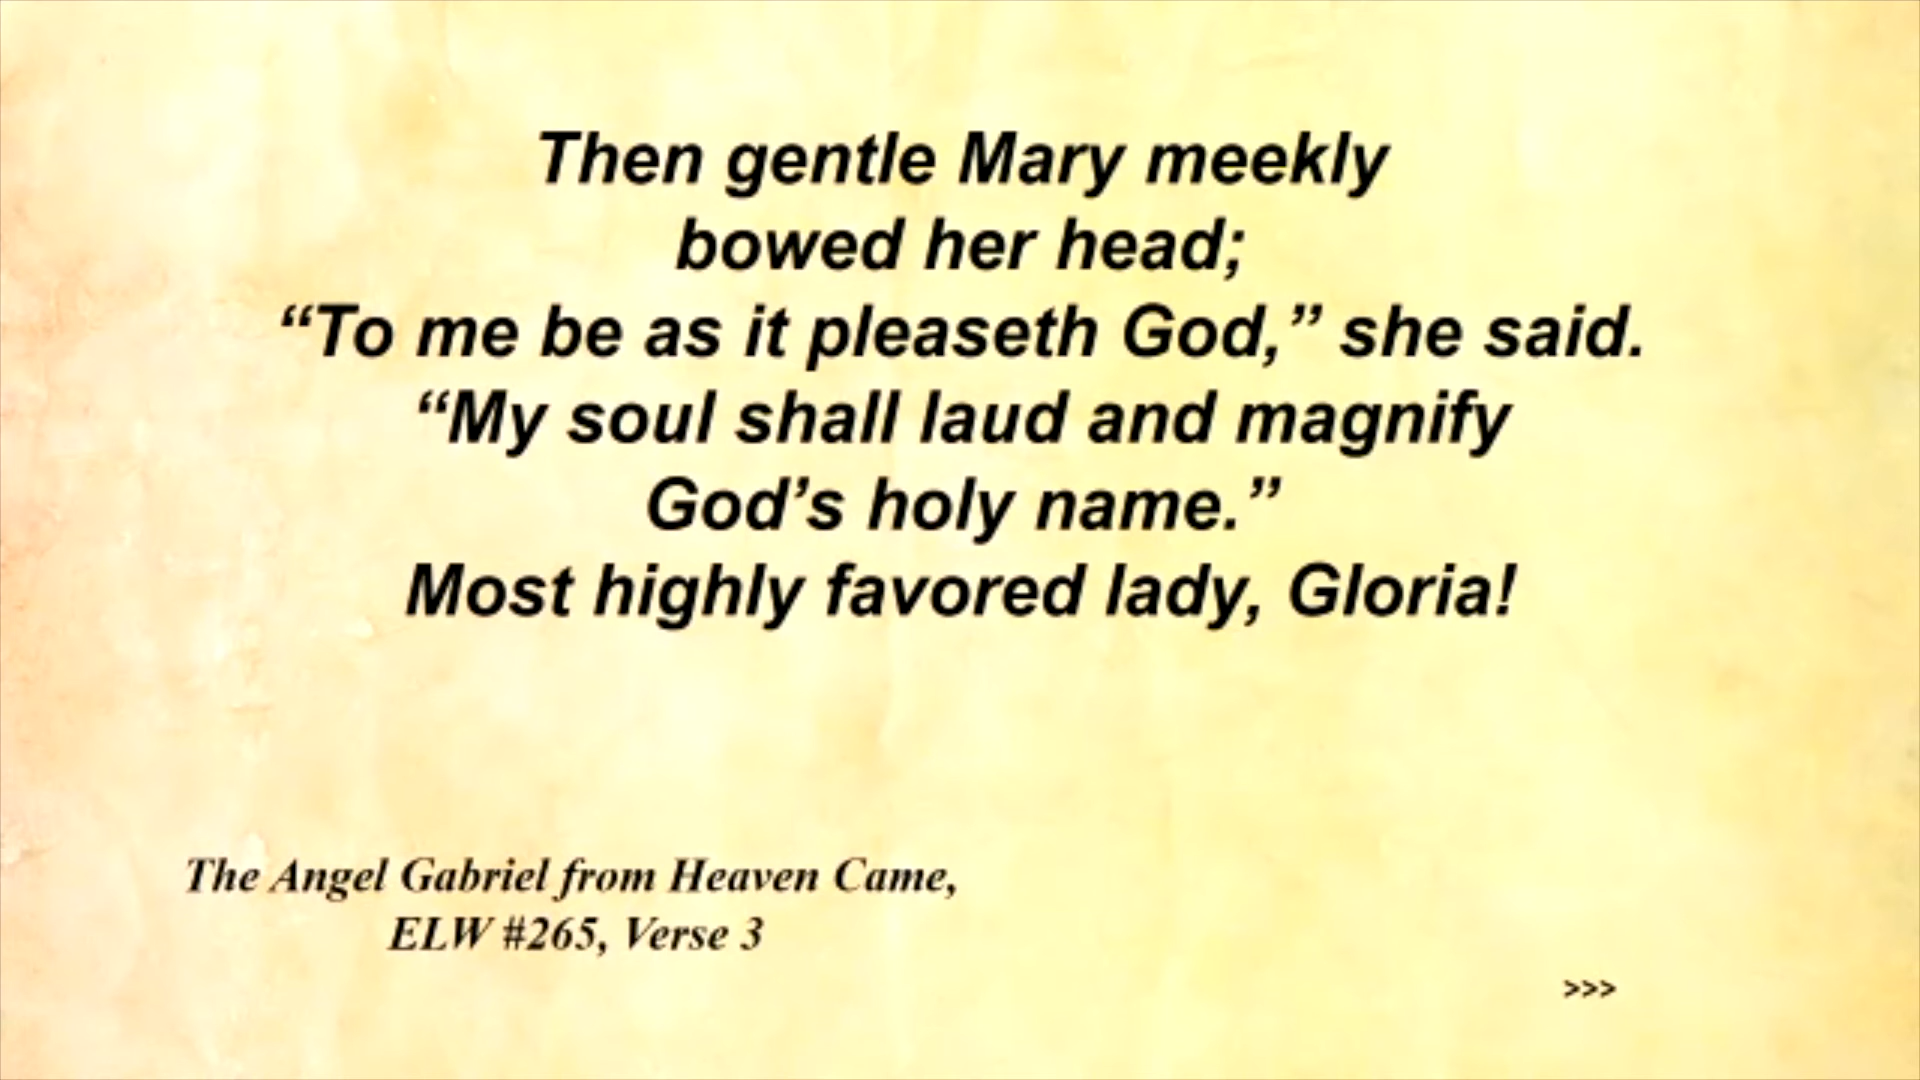 Then gentle Mary meekly
bowed her head;
“To me be as it pleaseth God,” she said.
“My soul shall laud and magnify
God’s holy name.”
Most highly favored lady, Gloria!
The Angel Gabriel from Heaven Came,
ELW #265, Verse 3
>>>